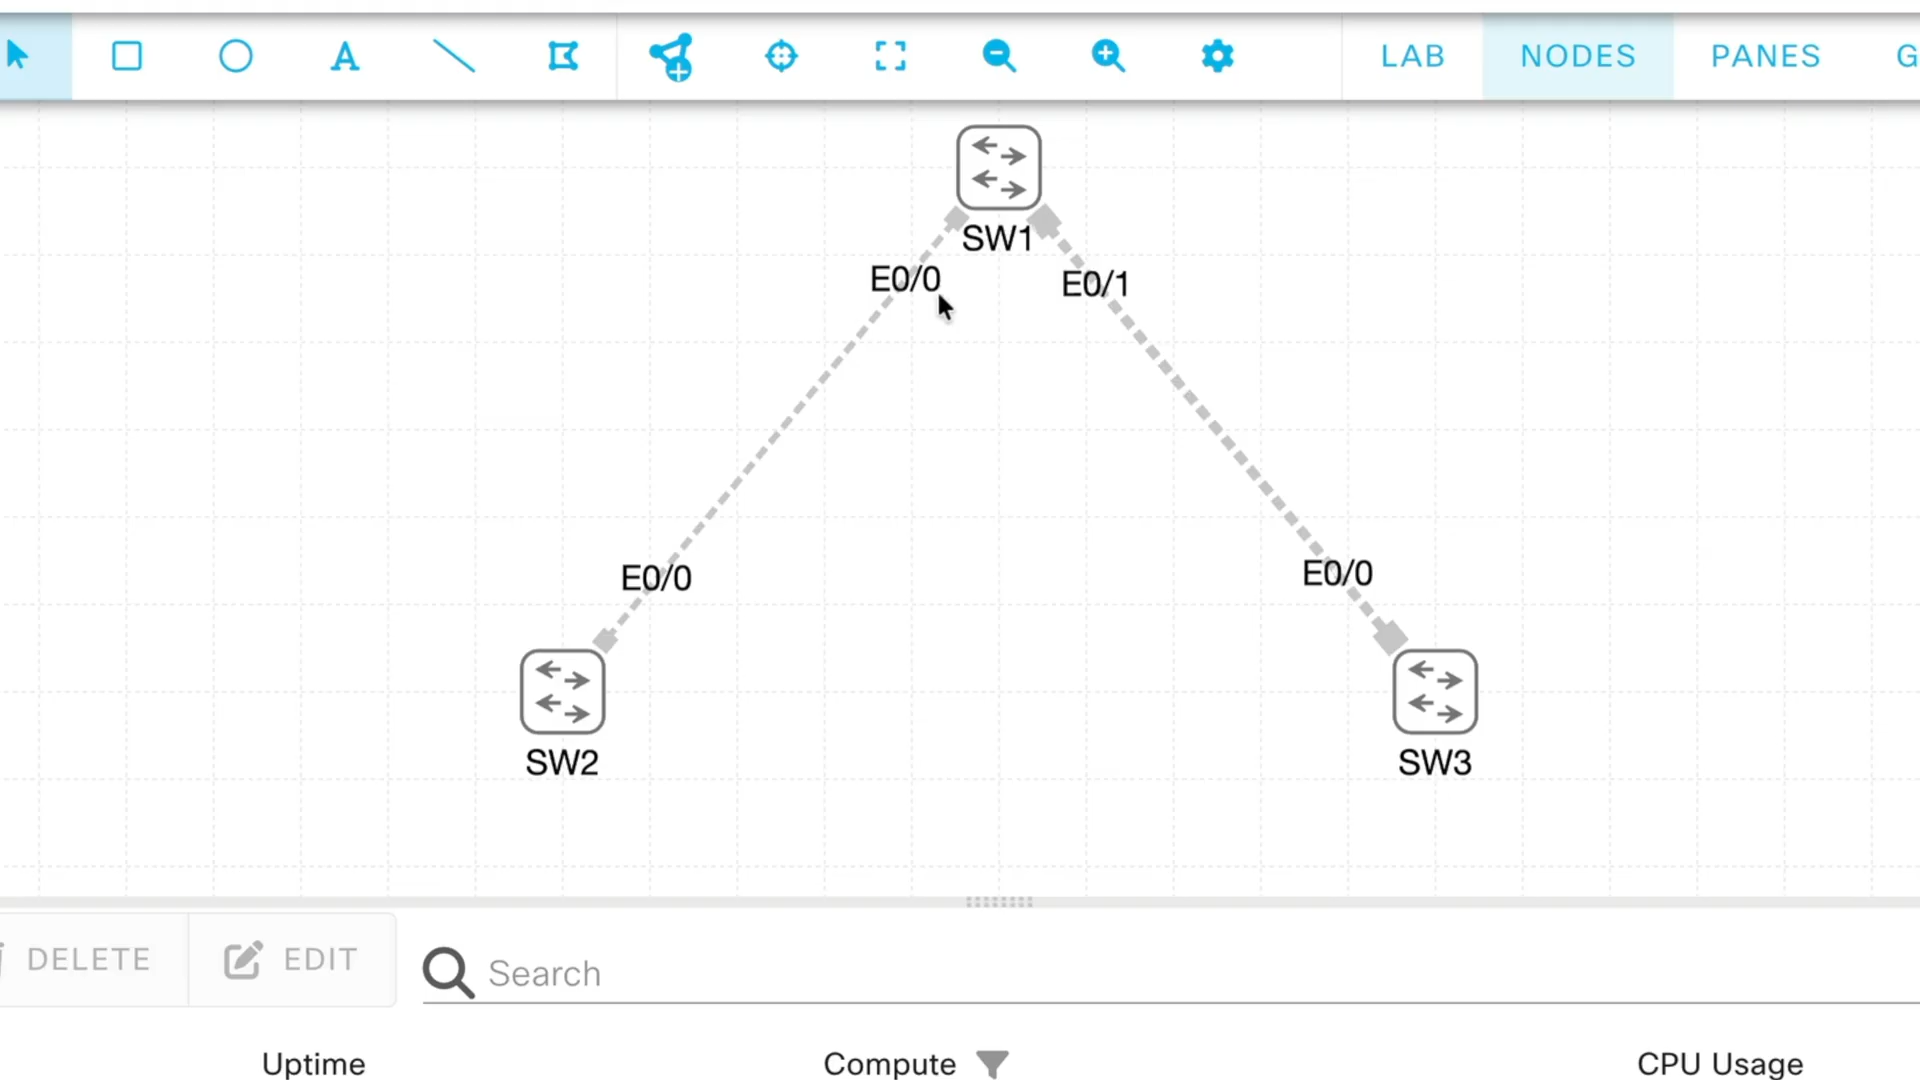 LAB NODES PANES G
SW1
E0/0 E0/1
E0/0 E0/0
SW2 SW3
DELETE EDIT Search
Uptime Compute CPU Usage